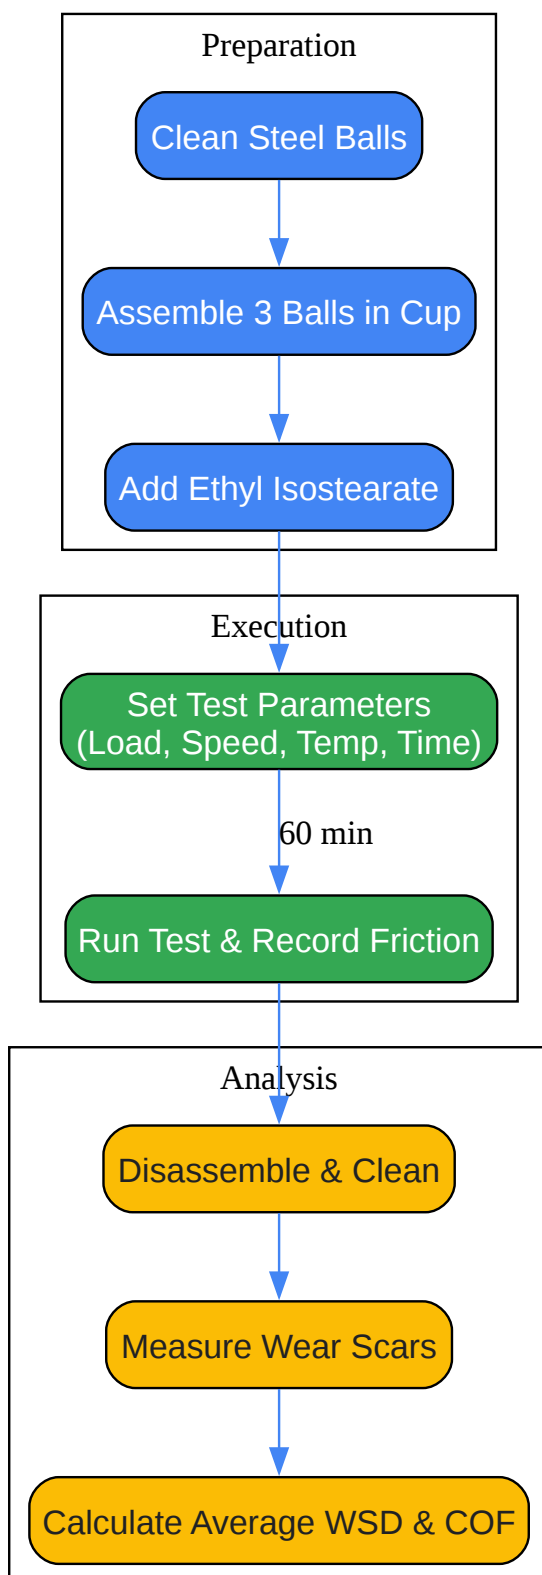 Preparation
Clean Steel Balls
Assemble 3 Balls in Cup
Add Ethyl Isostearate
Execution
Set Test Parameters
(Load, Speed, Temp, Time)
60 min
Run Test & Record Friction
Analysis
Disassemble & Clean
Measure Wear Scars
Calculate Average WSD & COF